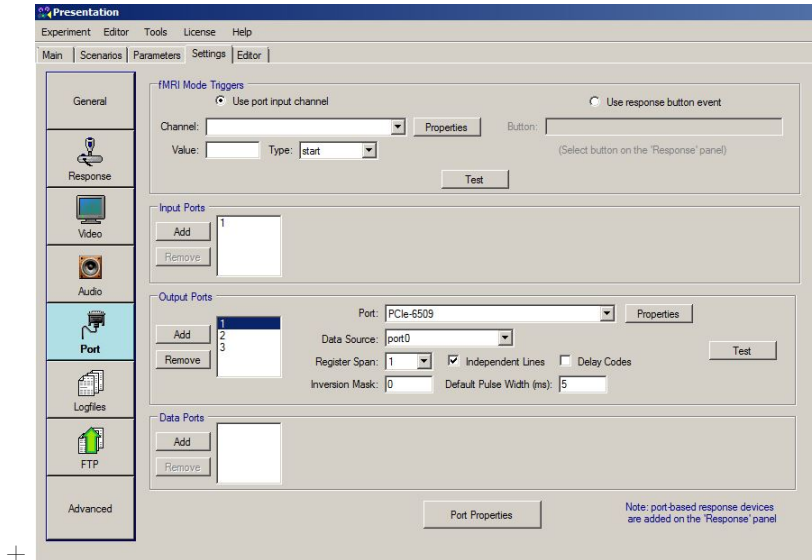 Presentation
Experiment Editor Tools License Help
Main Scenarios Parameters Settings Editor
General
Response
Video
Audio
Port
Logfiles
FTP
Advanced
fMRI Mode Triggers
Use port input channel
Use response button event
Channel: Properties Button:
Value: Type: start (Select button on the 'Response' panel)
Test
Input Ports
Add 1
Remove
Output Ports
Port: PCIe-6509 Properties
Add 1
2
3
Remove
Data Source: port0
Test
Register Span: 1 Independent Lines Delay Codes
Inversion Mask: 0 Default Pulse Width (ms): 5
Data Ports
Add
Remove
Port Properties
Note: port-based response devices
are added on the 'Response' panel